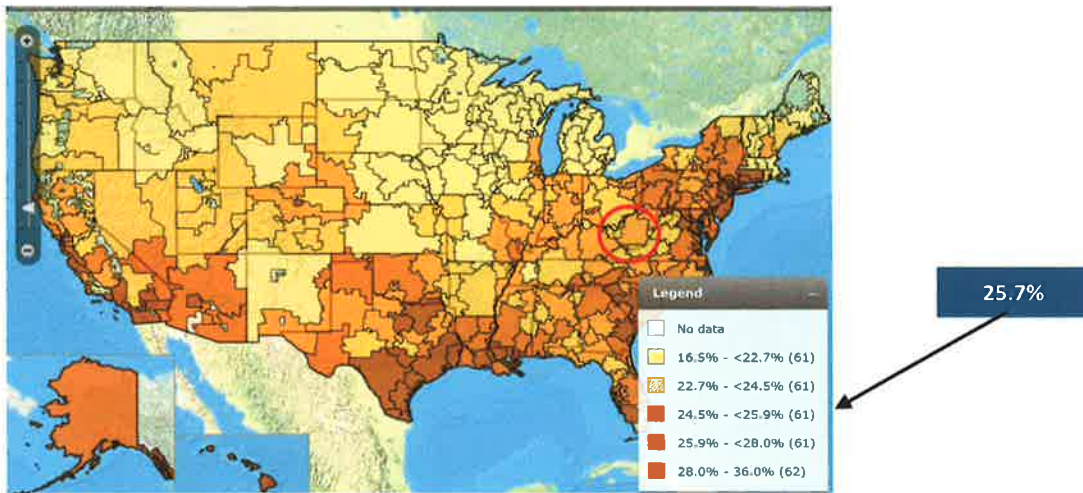 25.7%
Legend
No data
16.5% - <22.7% (61)
22.7% - <24.5% (61)
24.5% - <25.9% (61)
25.9% - <28.0% (61)
28.0% - 36.0% (62)